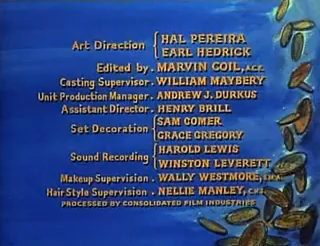 Art Direction { HAL PEREIRA
EARL HEDRICK
Edited by . MARVIN COIL, A.C.E.
Casting Supervisor . WILLIAM MAYBERY
Unit Production Manager . ANDREW J. DURKUS
Assistant Director . HENRY BRILL
Set Decoration { SAM COMER
GRACE GREGORY
Sound Recording { HAROLD LEWIS
WINSTON LEVERETT
Makeup Supervision . WALLY WESTMORE, S.M.A.
Hair Style Supervision . NELLIE MANLEY, C.H.S.
PROCESSED BY CONSOLIDATED FILM INDUSTRIES